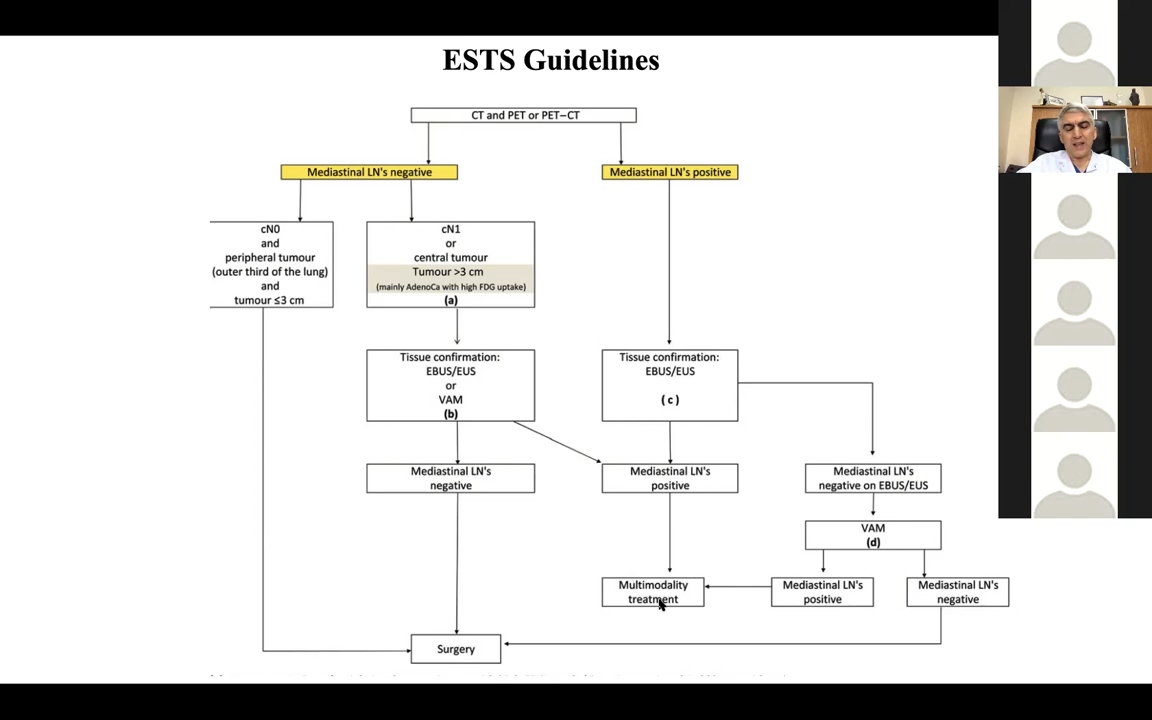 ESTS Guidelines
CT and PET or PET–CT
Mediastinal LN's negative
Mediastinal LN's positive
cN0
and
peripheral tumour
(outer third of the lung)
and
tumour ≤3 cm
cN1
or
central tumour
Tumour >3 cm
(mainly AdenoCa with high FDG uptake)
(a)
Tissue confirmation:
EBUS/EUS
or
VAM
(b)
Tissue confirmation:
EBUS/EUS
( c )
Mediastinal LN's
negative
Mediastinal LN's
positive
Mediastinal LN's
negative on EBUS/EUS
VAM
(d)
Multimodality
treatment
Mediastinal LN's
positive
Mediastinal LN's
negative
Surgery